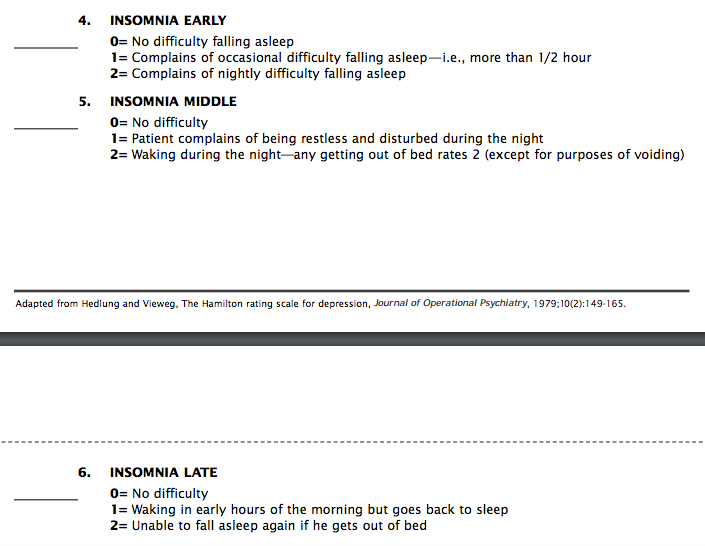 4. INSOMNIA EARLY
0= No difficulty falling asleep
1= Complains of occasional difficulty falling asleep—i.e., more than 1/2 hour
2= Complains of nightly difficulty falling asleep
5. INSOMNIA MIDDLE
0= No difficulty
1= Patient complains of being restless and disturbed during the night
2= Waking during the night—any getting out of bed rates 2 (except for purposes of voiding)
Adapted from Hedlung and Vieweg, The Hamilton rating scale for depression, Journal of Operational Psychiatry, 1979;10(2):149-165.
6. INSOMNIA LATE
0= No difficulty
1= Waking in early hours of the morning but goes back to sleep
2= Unable to fall asleep again if he gets out of bed